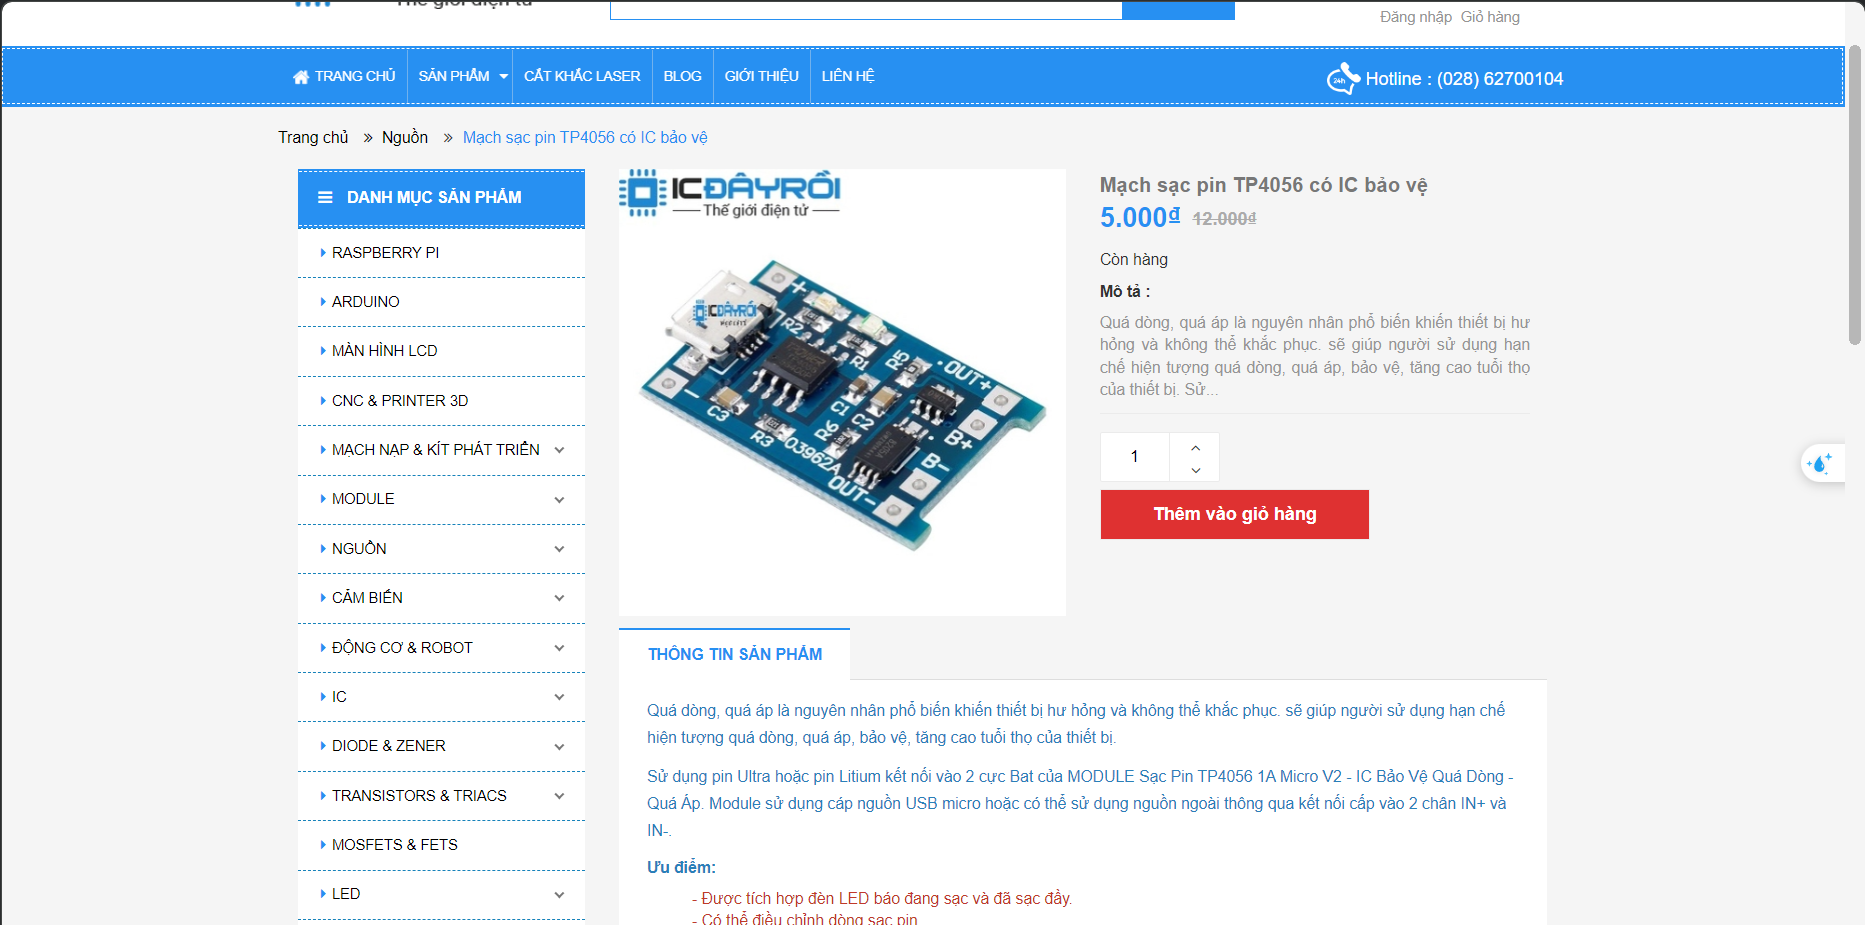 Thế giới điện tử
Đăng nhập Giỏ hàng
TRANG CHỦ
SẢN PHẨM
CẮT KHẮC LASER
BLOG
GIỚI THIỆU
LIÊN HỆ
24h
Hotline : (028) 62700104
Trang chủ » Nguồn » Mạch sạc pin TP4056 có IC bảo vệ
DANH MỤC SẢN PHẨM
RASPBERRY PI
ARDUINO
MÀN HÌNH LCD
CNC & PRINTER 3D
MẠCH NẠP & KÍT PHÁT TRIỂN
MODULE
NGUỒN
CẢM BIẾN
ĐỘNG CƠ & ROBOT
IC
DIODE & ZENER
TRANSISTORS & TRIACS
MOSFETS & FETS
LED
ICĐÂYRỒI
Thế giới điện tử
ICĐÂYRỒI
+
R2
R1
R5
OUT+
-
C3
C1
C2
R3
R6
B+
03962A
B-
OUT-
Mạch sạc pin TP4056 có IC bảo vệ
5.000₫ 12.000₫
Còn hàng
Mô tả :
Quá dòng, quá áp là nguyên nhân phổ biến khiến thiết bị hư
hỏng và không thể khắc phục. sẽ giúp người sử dụng hạn
chế hiện tượng quá dòng, quá áp, bảo vệ, tăng cao tuổi thọ
của thiết bị. Sử...
1
Thêm vào giỏ hàng
THÔNG TIN SẢN PHẨM
Quá dòng, quá áp là nguyên nhân phổ biến khiến thiết bị hư hỏng và không thể khắc phục. sẽ giúp người sử dụng hạn chế
hiện tượng quá dòng, quá áp, bảo vệ, tăng cao tuổi thọ của thiết bị.
Sử dụng pin Ultra hoặc pin Litium kết nối vào 2 cực Bat của MODULE Sạc Pin TP4056 1A Micro V2 - IC Bảo Vệ Quá Dòng -
Quá Áp. Module sử dụng cáp nguồn USB micro hoặc có thể sử dụng nguồn ngoài thông qua kết nối cấp vào 2 chân IN+ và
IN-.
Ưu điểm:
- Được tích hợp đèn LED báo đang sạc và đã sạc đầy.
- Có thể điều chỉnh dòng sạc pin